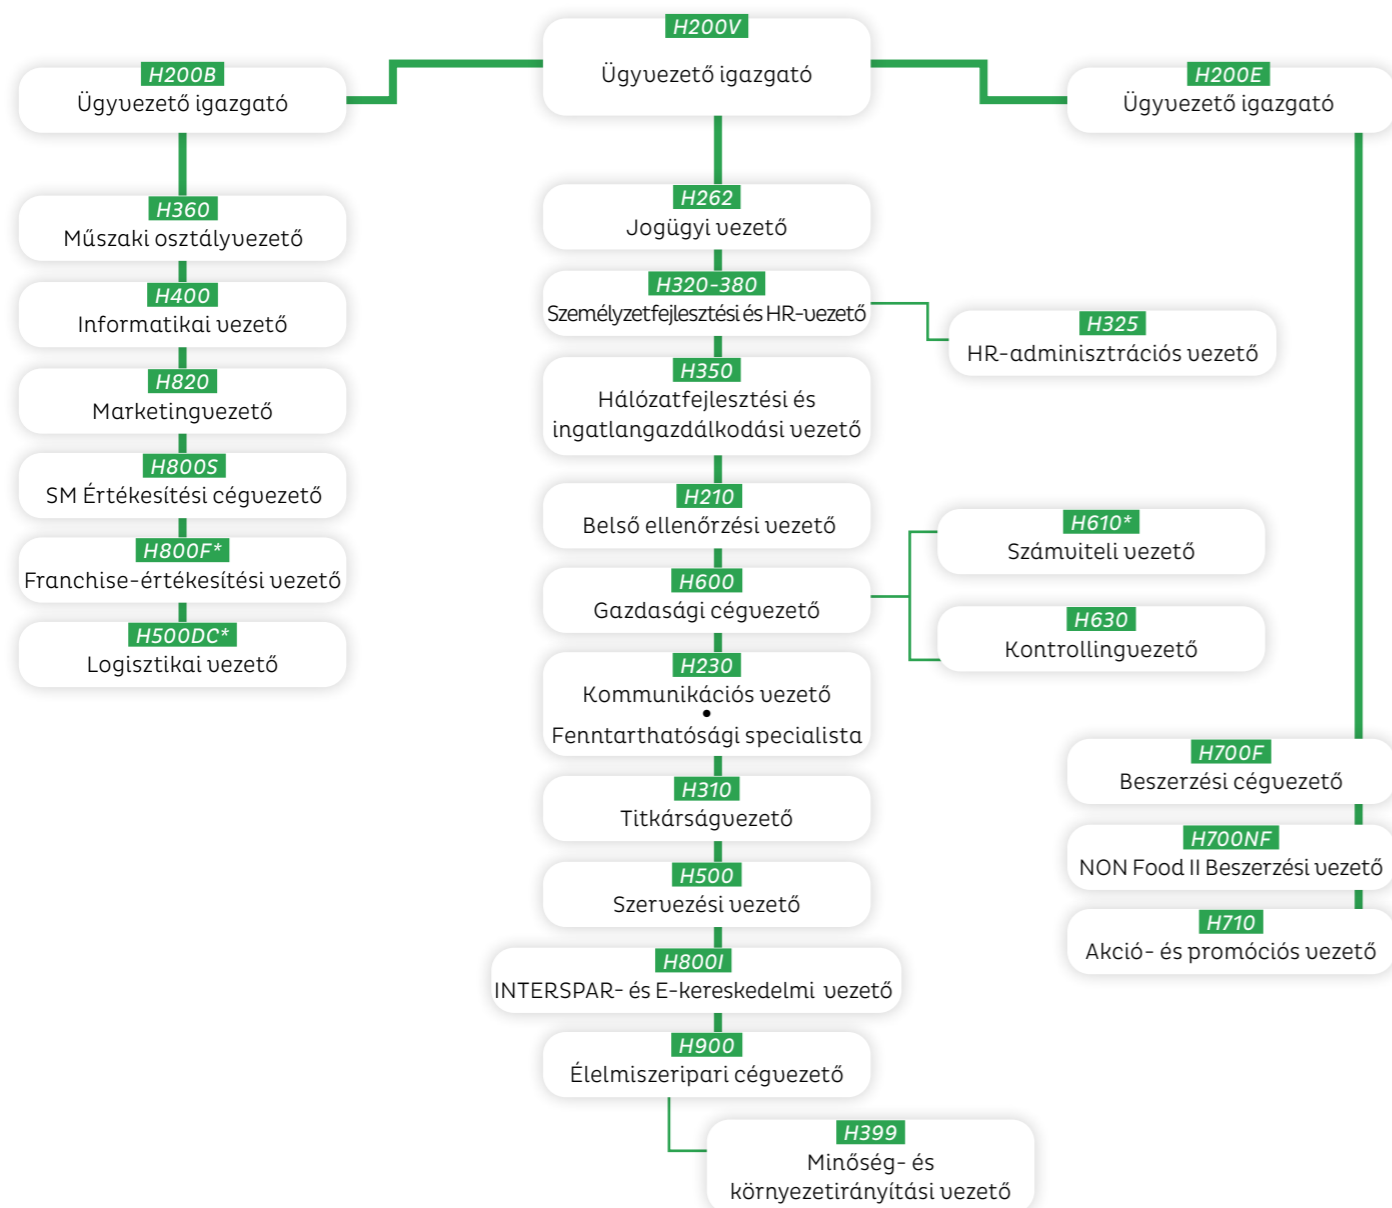 H200V
Ügyvezető igazgató
H200B
Ügyvezető igazgató
H200E
Ügyvezető igazgató
H360
Műszaki osztályvezető
H400
Informatikai vezető
H820
Marketingvezető
H800S
SM Értékesítési cégvezető
H800F*
Franchise-értékesítési vezető
H500DC*
Logisztikai vezető
H262
Jogügyi vezető
H320-380
Személyzetfejlesztési és HR-vezető
H325
HR-adminisztrációs vezető
H350
Hálózatfejlesztési és
ingatlangazdálkodási vezető
H210
Belső ellenőrzési vezető
H600
Gazdasági cégvezető
H610*
Számviteli vezető
H630
Kontrollingvezető
H230
Kommunikációs vezető
•
Fenntarthatósági specialista
H310
Titkárságvezető
H500
Szervezési vezető
H800I
INTERSPAR- és E-kereskedelmi vezető
H900
Élelmiszeripari cégvezető
H399
Minőség- és
környezetirányítási vezető
H700F
Beszerzési cégvezető
H700NF
NON Food II Beszerzési vezető
H710
Akció- és promóciós vezető